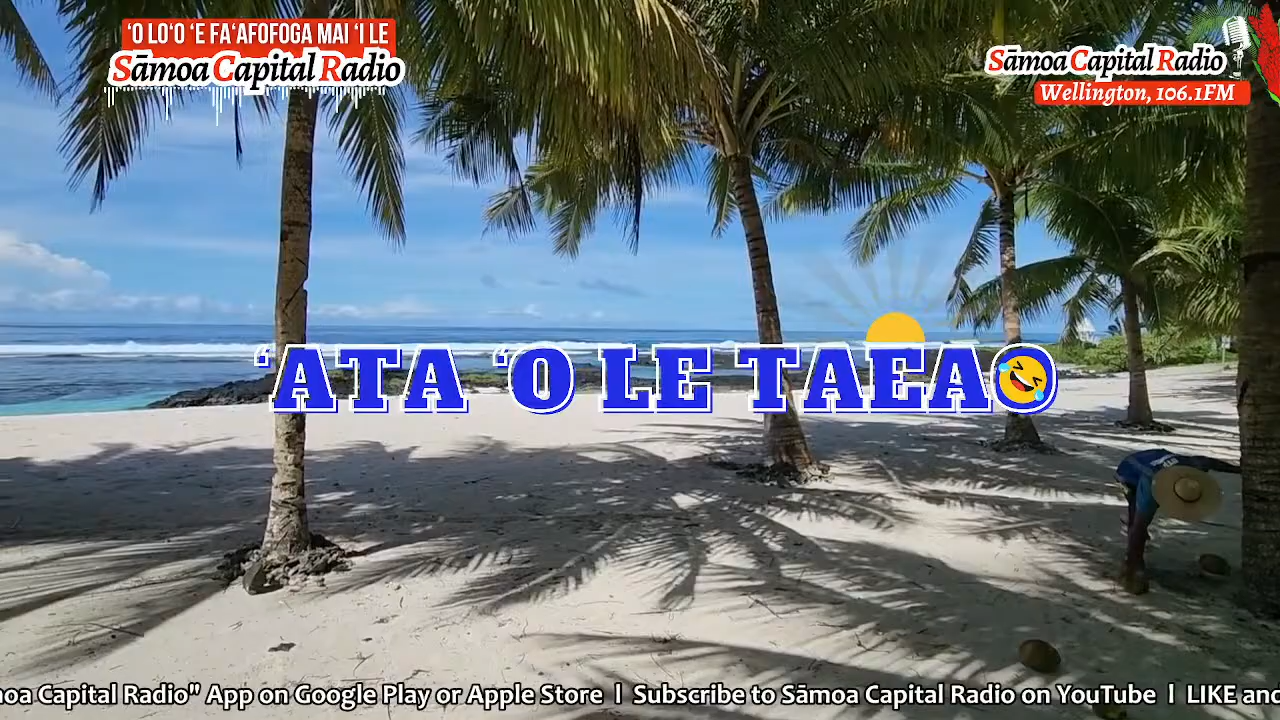 ʻO LOʻO ʻE FAʻAFOFOGA MAI ʻI LE
Sāmoa Capital Radio
Sāmoa Capital Radio
Wellington, 106.1FM
ʻATA ʻO LE TAEAO
moa Capital Radio" App on Google Play or Apple Store l Subscribe to Sāmoa Capital Radio on YouTube l LIKE and